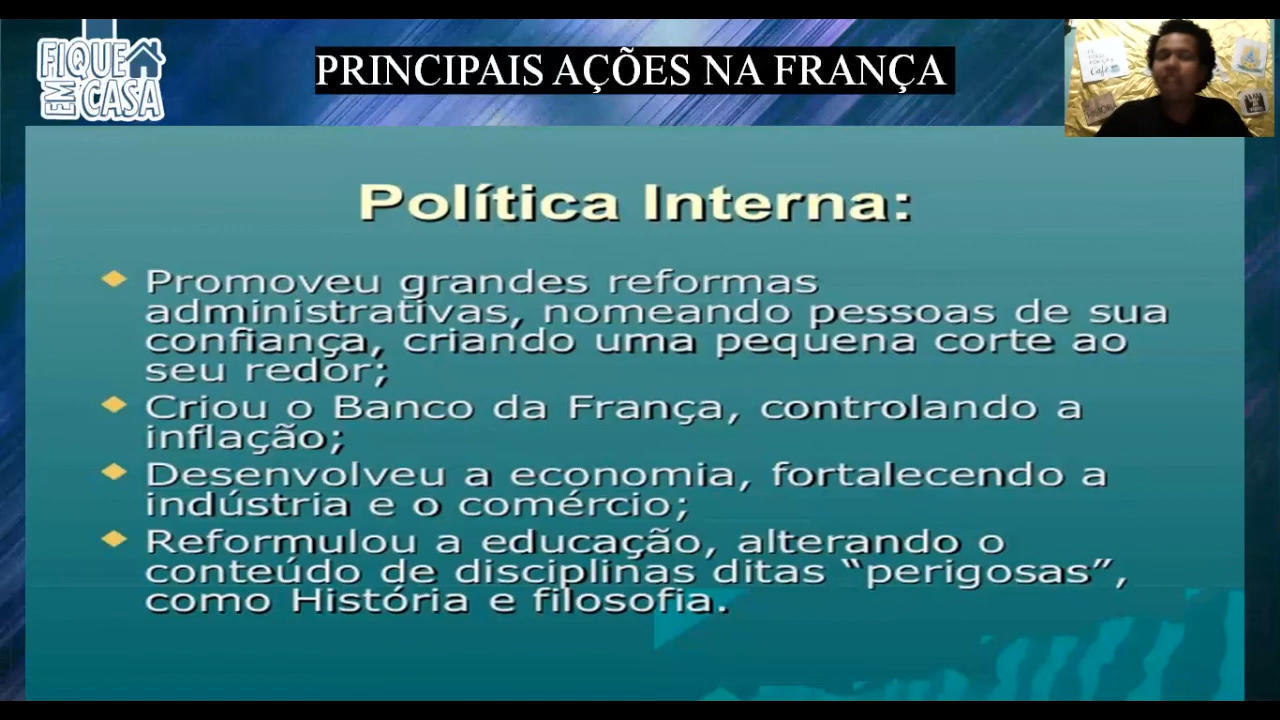 FIQUE
EM CASA
PRINCIPAIS AÇÕES NA FRANÇA
Café
Política Interna:
Promoveu grandes reformas
administrativas, nomeando pessoas de sua
confiança, criando uma pequena corte ao
seu redor;
Criou o Banco da França, controlando a
inflação;
Desenvolveu a economia, fortalecendo a
indústria e o comércio;
Reformulou a educação, alterando o
conteúdo de disciplinas ditas “perigosas”,
como História e filosofia.